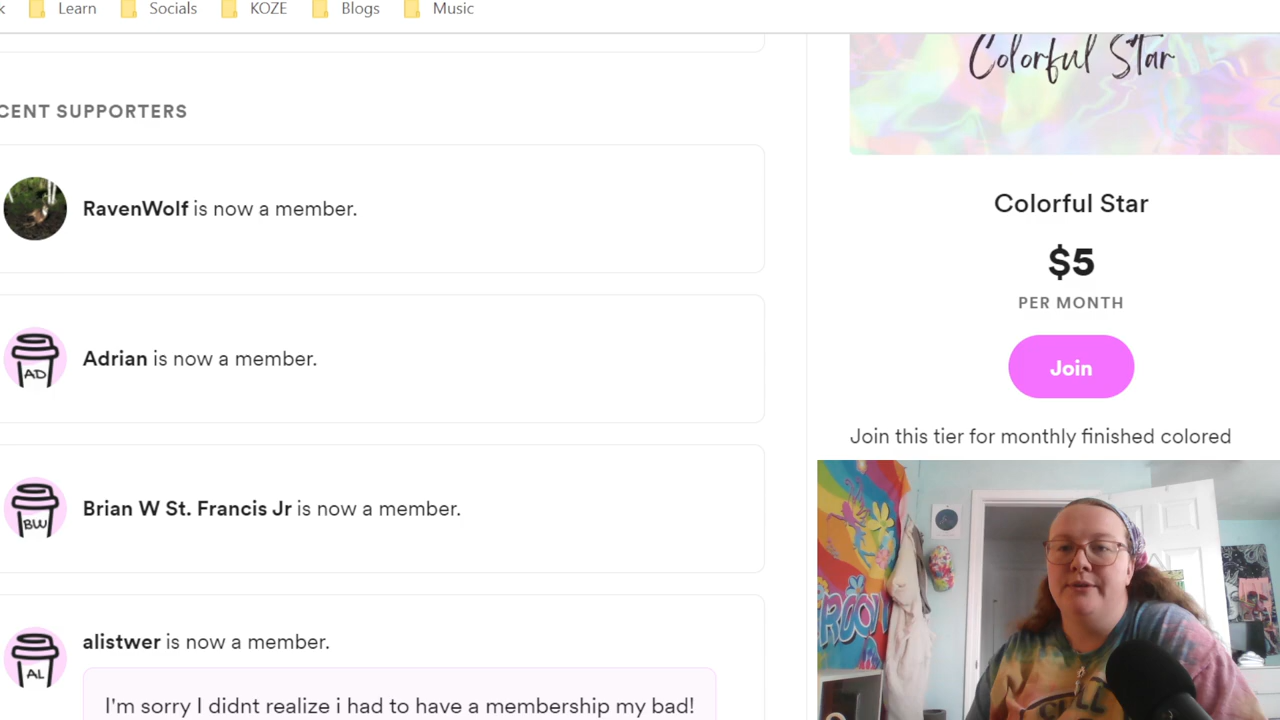 Learn
Socials
KOZE
Blogs
Music
Colorful Star
CENT SUPPORTERS
RavenWolf is now a member.
AD
Adrian is now a member.
BW
Brian W St. Francis Jr is now a member.
AL
alistwer is now a member.
I'm sorry I didnt realize i had to have a membership my bad!
Colorful Star
$5
PER MONTH
Join
Join this tier for monthly finished colored